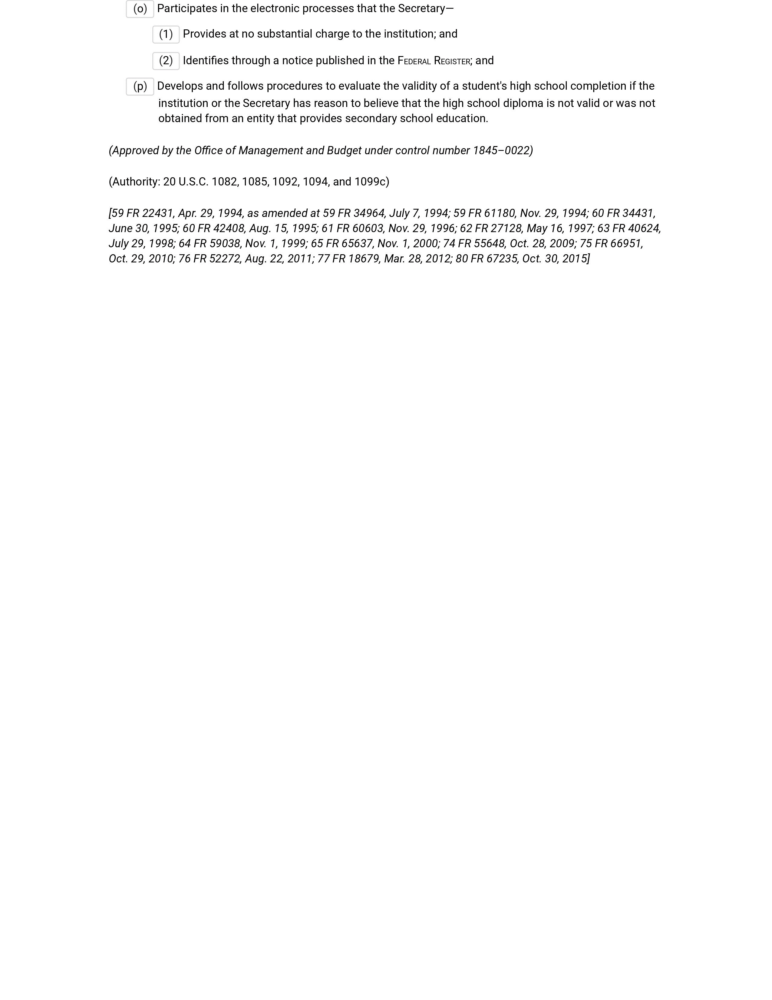 (o) Participates in the electronic processes that the Secretary—
(1) Provides at no substantial charge to the institution; and
(2) Identifies through a notice published in the Federal Register; and
(p) Develops and follows procedures to evaluate the validity of a student's high school completion if the
institution or the Secretary has reason to believe that the high school diploma is not valid or was not
obtained from an entity that provides secondary school education.
(Approved by the Office of Management and Budget under control number 1845–0022)
(Authority: 20 U.S.C. 1082, 1085, 1092, 1094, and 1099c)
[59 FR 22431, Apr. 29, 1994, as amended at 59 FR 34964, July 7, 1994; 59 FR 61180, Nov. 29, 1994; 60 FR 34431,
June 30, 1995; 60 FR 42408, Aug. 15, 1995; 61 FR 60603, Nov. 29, 1996; 62 FR 27128, May 16, 1997; 63 FR 40624,
July 29, 1998; 64 FR 59038, Nov. 1, 1999; 65 FR 65637, Nov. 1, 2000; 74 FR 55648, Oct. 28, 2009; 75 FR 66951,
Oct. 29, 2010; 76 FR 52272, Aug. 22, 2011; 77 FR 18679, Mar. 28, 2012; 80 FR 67235, Oct. 30, 2015]